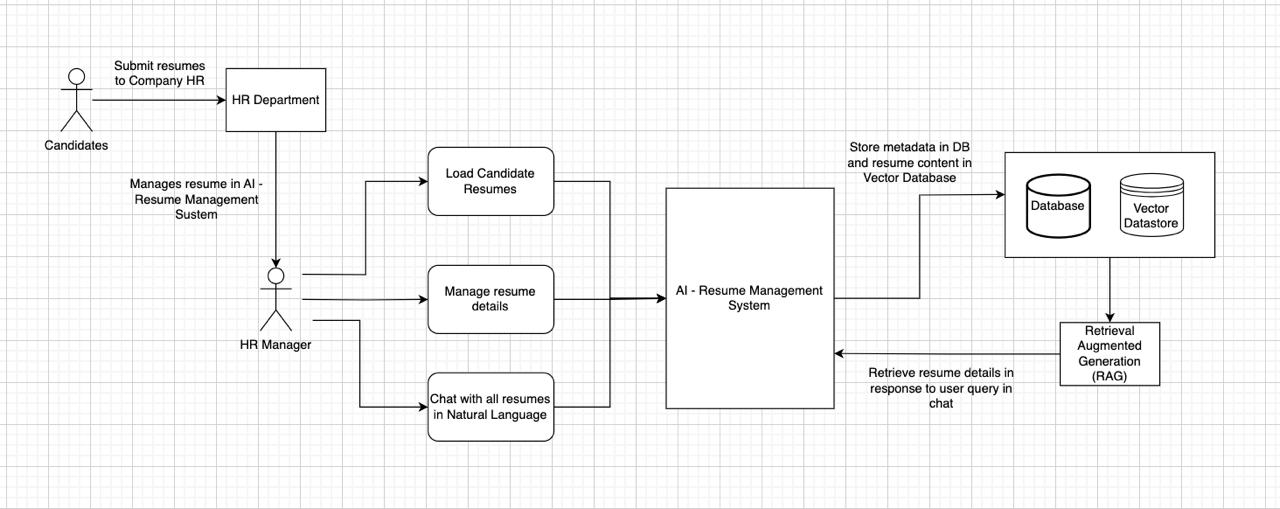 Submit resumes
to Company HR
HR Department
Candidates
Manages resume in AI -
Resume Management
Sustem
HR Manager
Load Candidate
Resumes
Manage resume
details
Chat with all resumes
in Natural Language
AI - Resume Management
System
Store metadata in DB
and resume content in
Vector Database
Database
Vector
Datastore
Retrieval
Augmented
Generation
(RAG)
Retrieve resume details in
response to user query in
chat